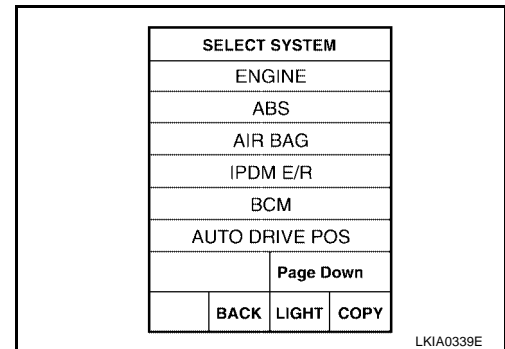 SELECT SYSTEM
ENGINE
ABS
AIR BAG
IPDM E/R
BCM
AUTO DRIVE POS
Page Down
BACK LIGHT COPY
LKIA0339E